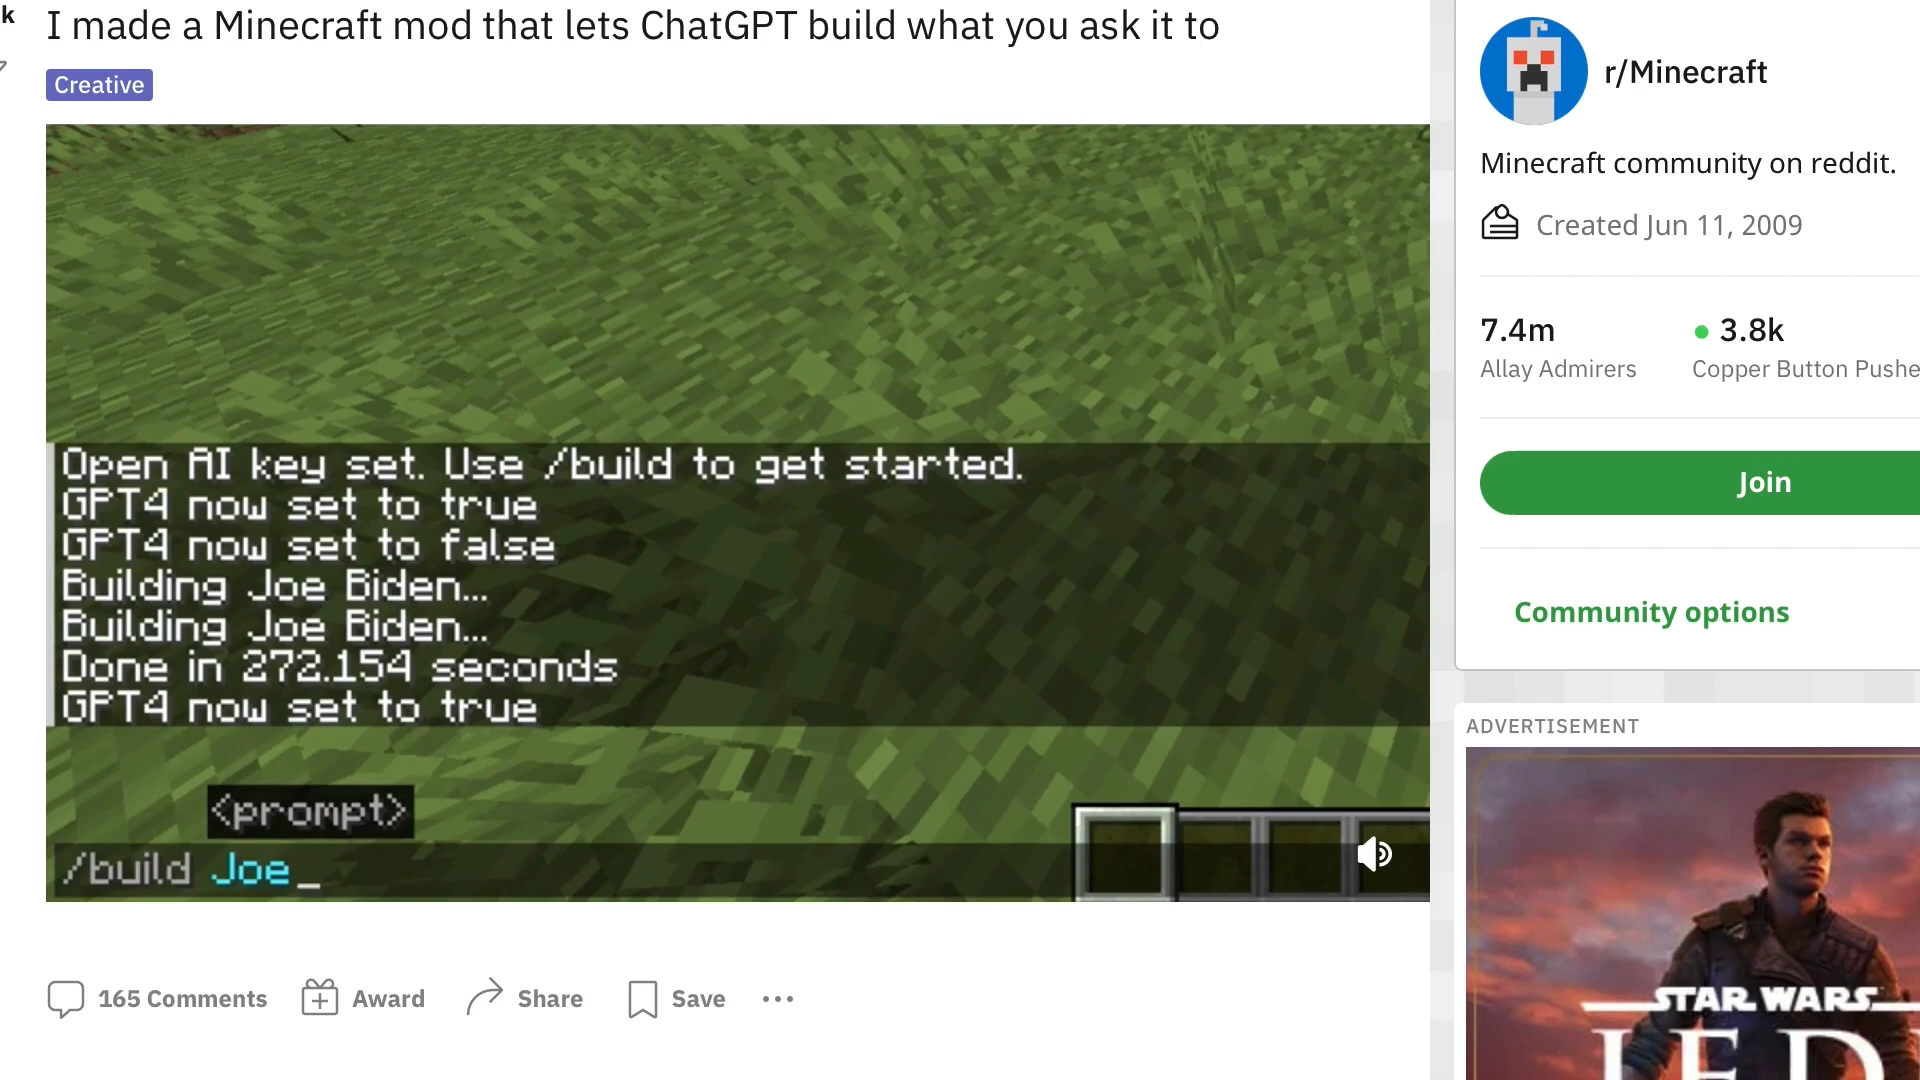 k
I made a Minecraft mod that lets ChatGPT build what you ask it to
Creative
Open AI key set. Use /build to get started.
GPT4 now set to true
GPT4 now set to false
Building Joe Biden...
Building Joe Biden...
Done in 272.154 seconds
GPT4 now set to true
<prompt>
/build Joe_
165 Comments
Award
Share
Save
r/Minecraft
Minecraft community on reddit.
Created Jun 11, 2009
7.4m
Allay Admirers
3.8k
Copper Button Pushe
Join
Community options
ADVERTISEMENT
STAR WARS
JEDI